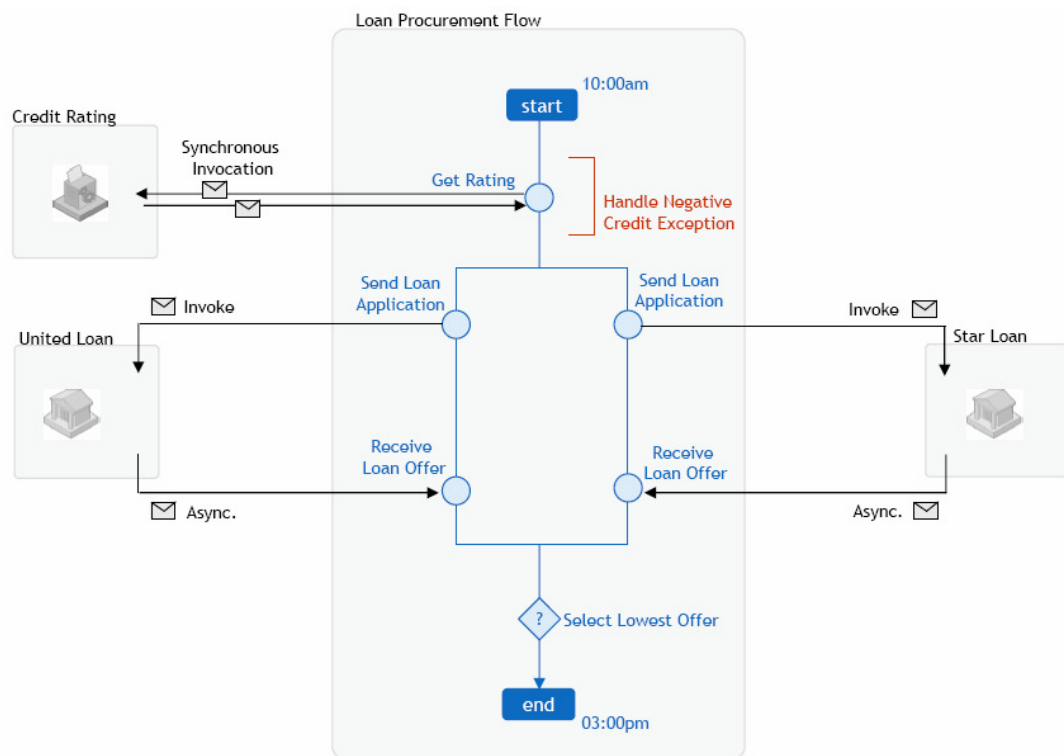 Loan Procurement Flow
10:00am
start
Credit Rating
Synchronous
Invocation
Get Rating
Handle Negative
Credit Exception
Send Loan
Application
Send Loan
Application
Invoke
Invoke
United Loan
Star Loan
Receive
Loan Offer
Receive
Loan Offer
Async.
Async.
?
Select Lowest Offer
end
03:00pm